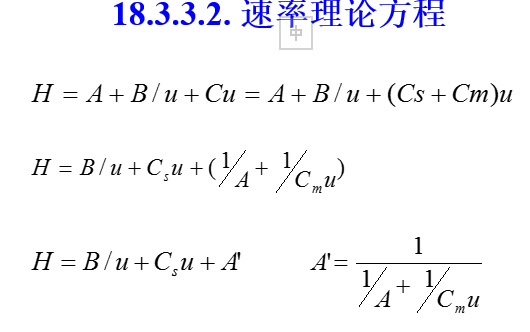 18.3.3.2. 速率理论方程
中
H = A + B / u + Cu = A + B / u + (Cs + Cm)u
H = B / u + C_s u + (1/A + 1/C_m u)
H = B / u + C_s u + A' A' = 1/(1/A + 1/C_m u)